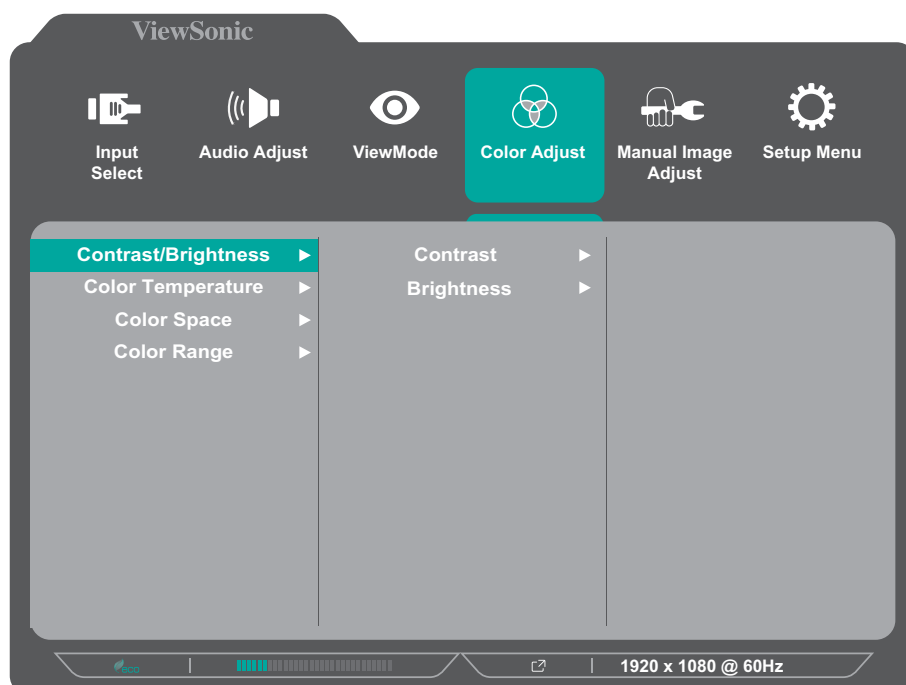 ViewSonic
Input Select
Audio Adjust
ViewMode
Color Adjust
Manual Image Adjust
Setup Menu
Contrast/Brightness
Color Temperature
Color Space
Color Range
Contrast
Brightness
eco
1920 x 1080 @ 60Hz